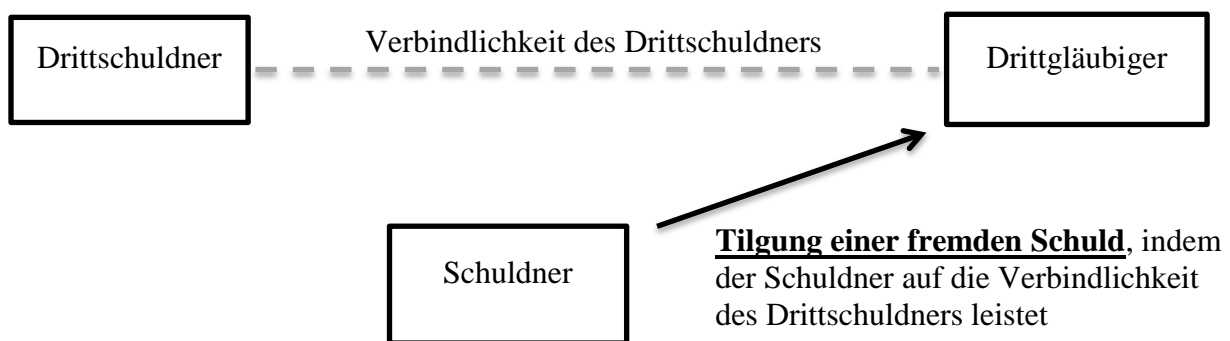 Drittschuldner
Verbindlichkeit des Drittschuldners
Drittgläubiger
Schuldner
Tilgung einer fremden Schuld, indem
der Schuldner auf die Verbindlichkeit
des Drittschuldners leistet